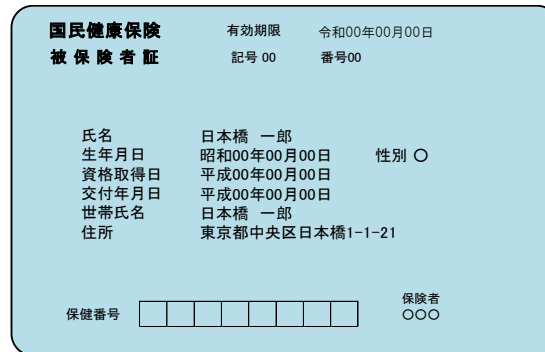 国民健康保険 有効期限 令和00年00月00日
被保険者証 記号 00 番号00
氏名 日本橋 一郎
生年月日 昭和00年00月00日 性別 〇
資格取得日 平成00年00月00日
交付年月日 平成00年00月00日
世帯氏名 日本橋 一郎
住所 東京都中央区日本橋1-1-21
保険者
保健番号 〇〇〇